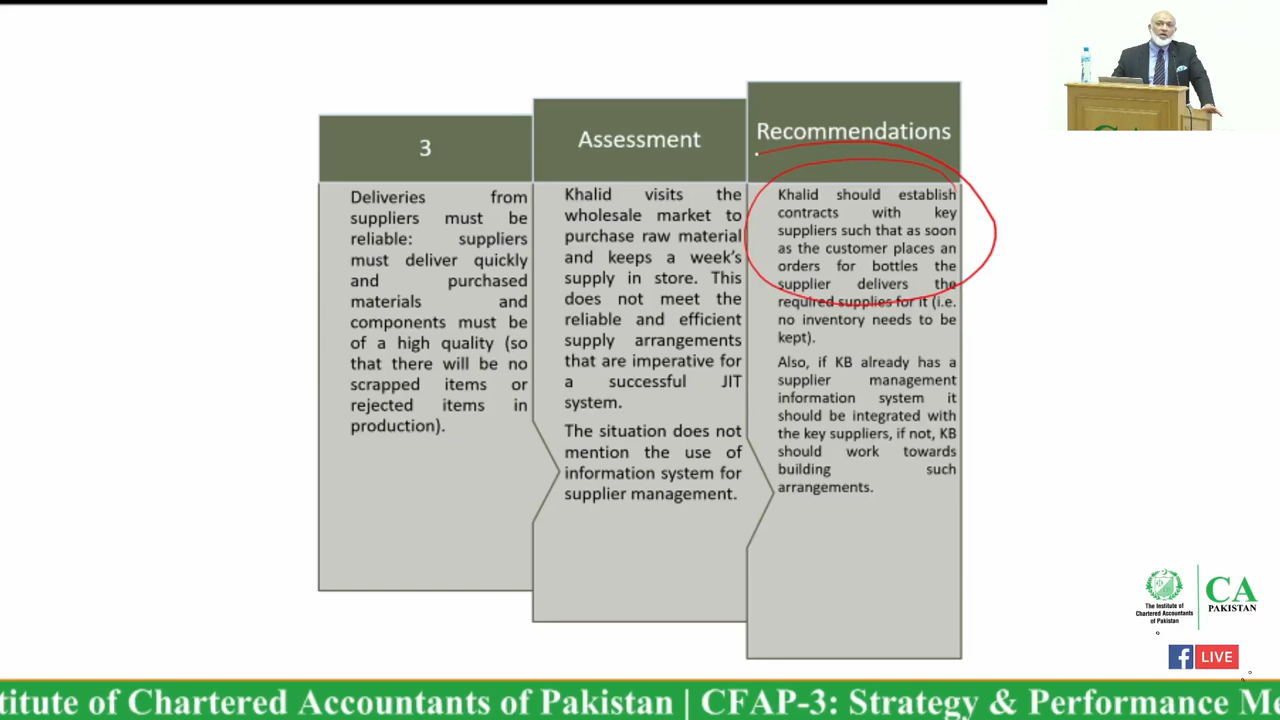 3
Deliveries from
suppliers must be
reliable: suppliers
must deliver quickly
and purchased
materials and
components must be
of a high quality (so
that there will be no
scrapped items or
rejected items in
production).
Assessment
Khalid visits the
wholesale market to
purchase raw material
and keeps a week's
supply in store. This
does not meet the
reliable and efficient
supply arrangements
that are imperative for
a successful JIT
system.
The situation does not
mention the use of
information system for
supplier management.
Recommendations
Khalid should establish
contracts with key
suppliers such that as soon
as the customer places an
orders for bottles the
supplier delivers the
required supplies for it (i.e.
no inventory needs to be
kept).
Also, if KB already has a
supplier management
information system it
should be integrated with
the key suppliers, if not, KB
should work towards
building such
arrangements.
The Institute of
Chartered Accountants
of Pakistan
CA
PAKISTAN
LIVE
titute of Chartered Accountants of Pakistan | CFAP-3: Strategy & Performance Me